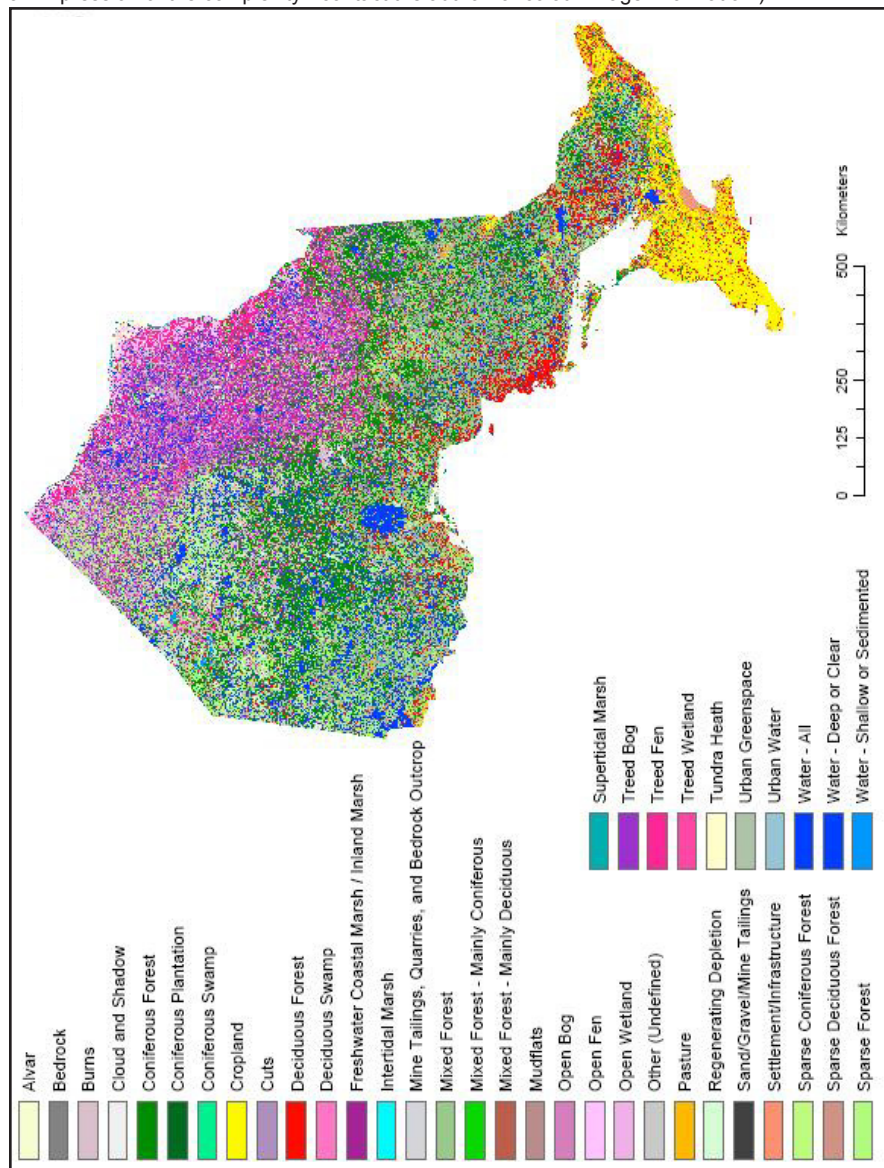 impression
complexity
Alvar
Bedrock
Burns
Cloud and Shadow
Coniferous Forest
Coniferous Plantation
Coniferous Swamp
Cropland
Cuts
Deciduous Forest
Deciduous Swamp
Freshwater Coastal Marsh / Inland Marsh
Intertidal Marsh
Mine Tailings, Quarries, and Bedrock Outcrop
Mixed Forest
Mixed Forest - Mainly Coniferous
Mixed Forest - Mainly Deciduous
Mudflats
Open Bog
Open Fen
Open Wetland
Other (Undefined)
Pasture
Regenerating Depletion
Sand/Gravel/Mine Tailings
Settlement/Infrastructure
Sparse Coniferous Forest
Sparse Deciduous Forest
Sparse Forest
Supertidal Marsh
Treed Bog
Treed Fen
Treed Wetland
Tundra Heath
Urban Greenspace
Urban Water
Water - All
Water - Deep or Clear
Water - Shallow or Sedimented
0 125 250 500
Kilometers